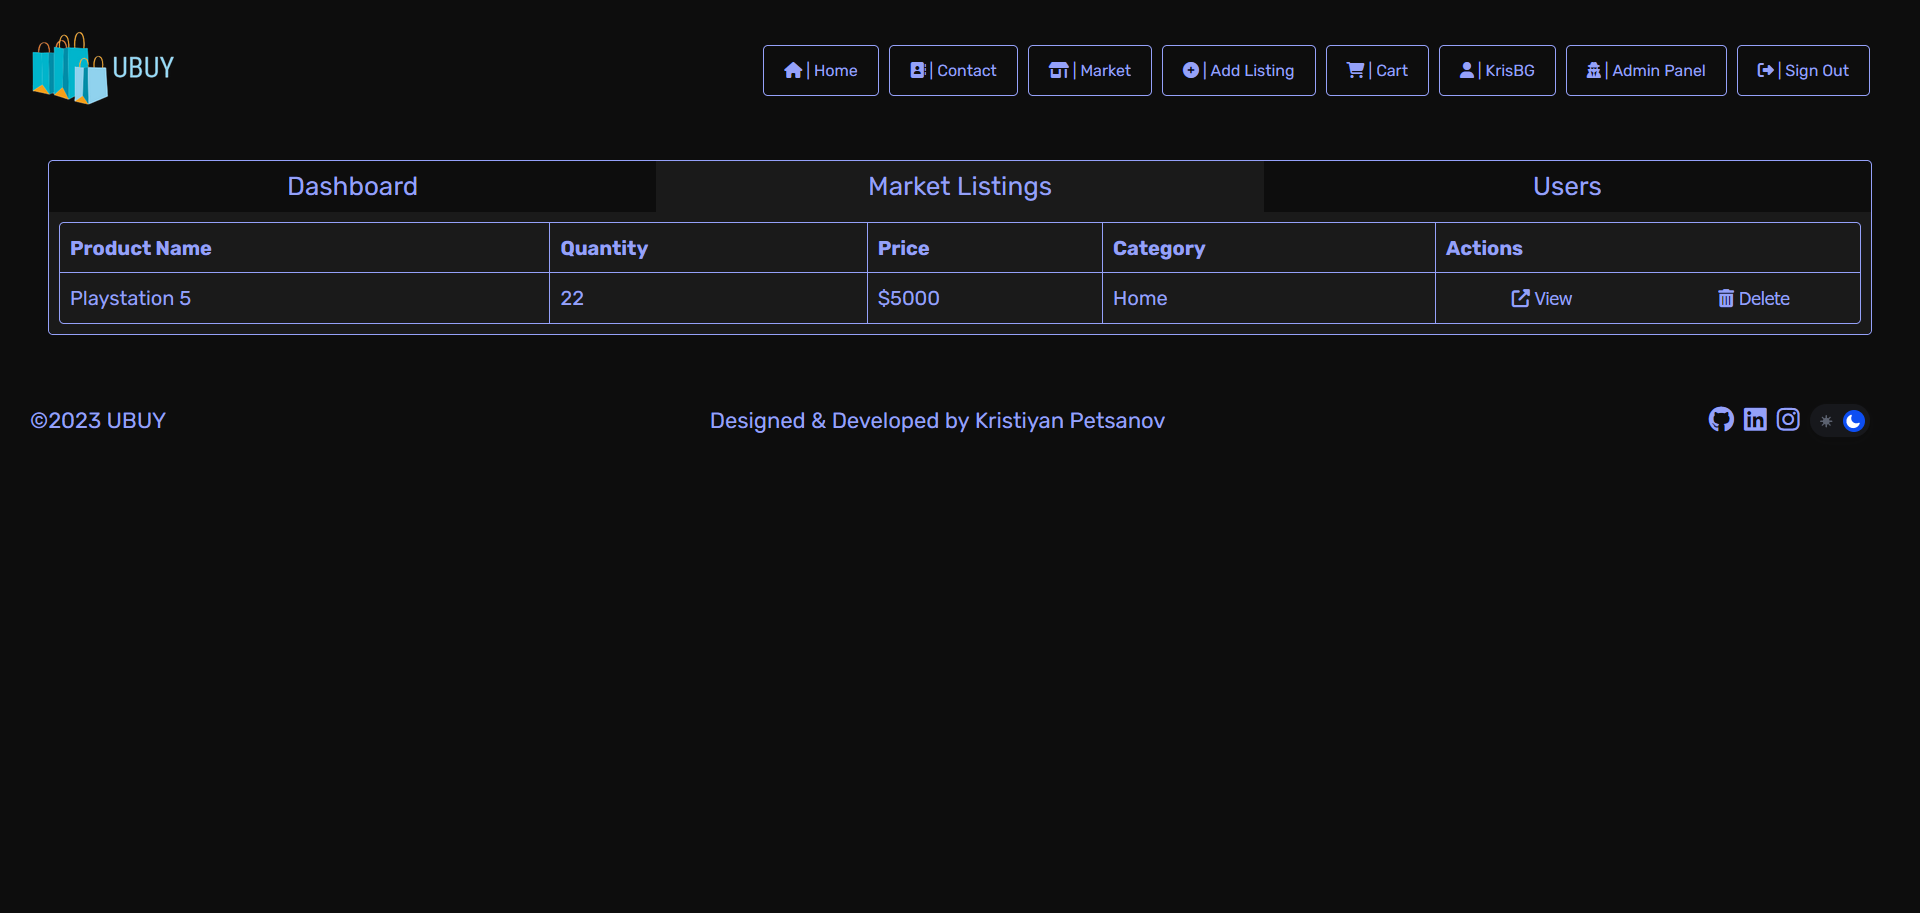 UBUY
| Home
| Contact
| Market
| Add Listing
| Cart
| KrisBG
| Admin Panel
| Sign Out
Dashboard
Market Listings
Users
Product Name Quantity Price Category Actions
Playstation 5 22 $5000 Home View Delete
©2023 UBUY
Designed & Developed by Kristiyan Petsanov